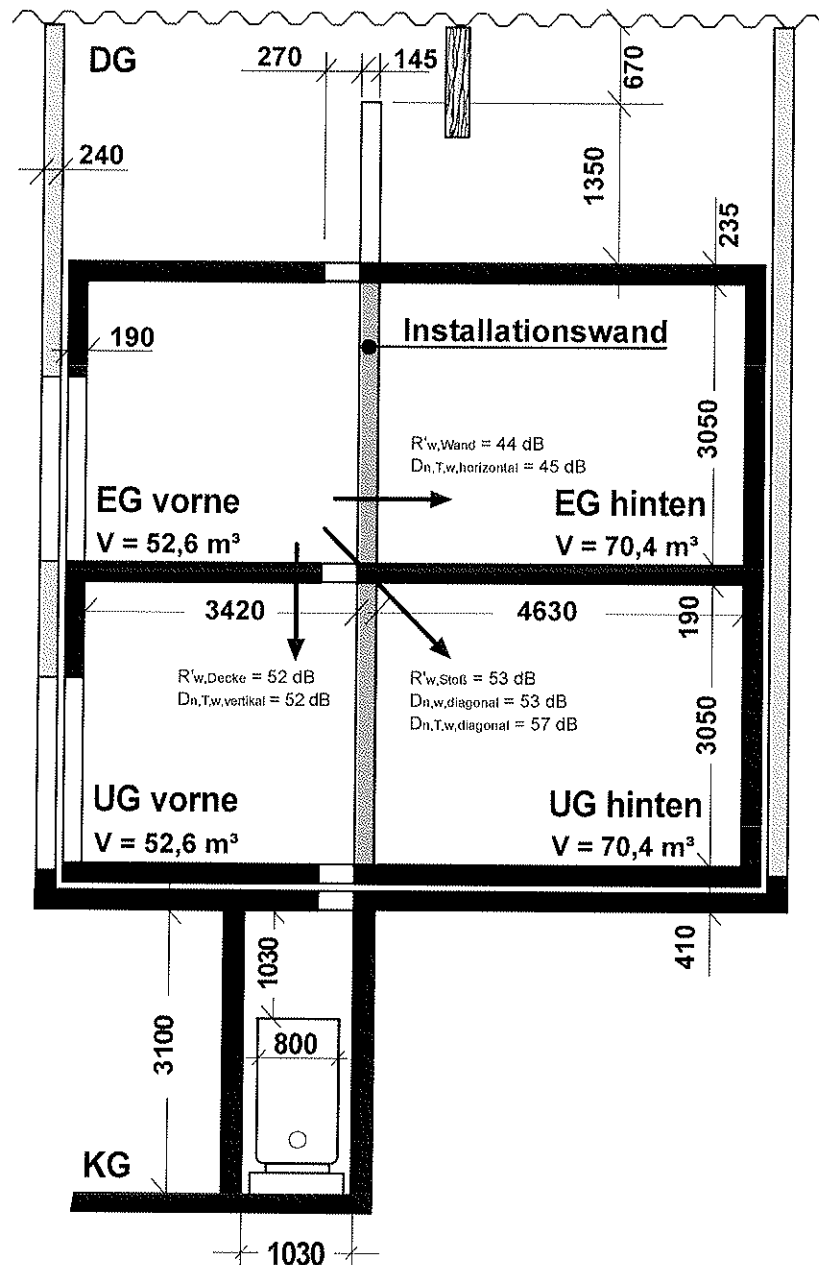 DG
270
145
670
240
1350
235
Installationswand
190
3050
R'w,Wand = 44 dB
Dn,T,w,horizontal = 45 dB
EG vorne
V = 52,6 m³
EG hinten
V = 70,4 m³
3420
4630
190
R'w,Decke = 52 dB
Dn,T,w,vertikal = 52 dB
R'w,Stoß = 53 dB
Dn,w,diagonal = 53 dB
Dn,T,w,diagonal = 57 dB
3050
UG vorne
V = 52,6 m³
UG hinten
V = 70,4 m³
410
1030
3100
800
KG
1030